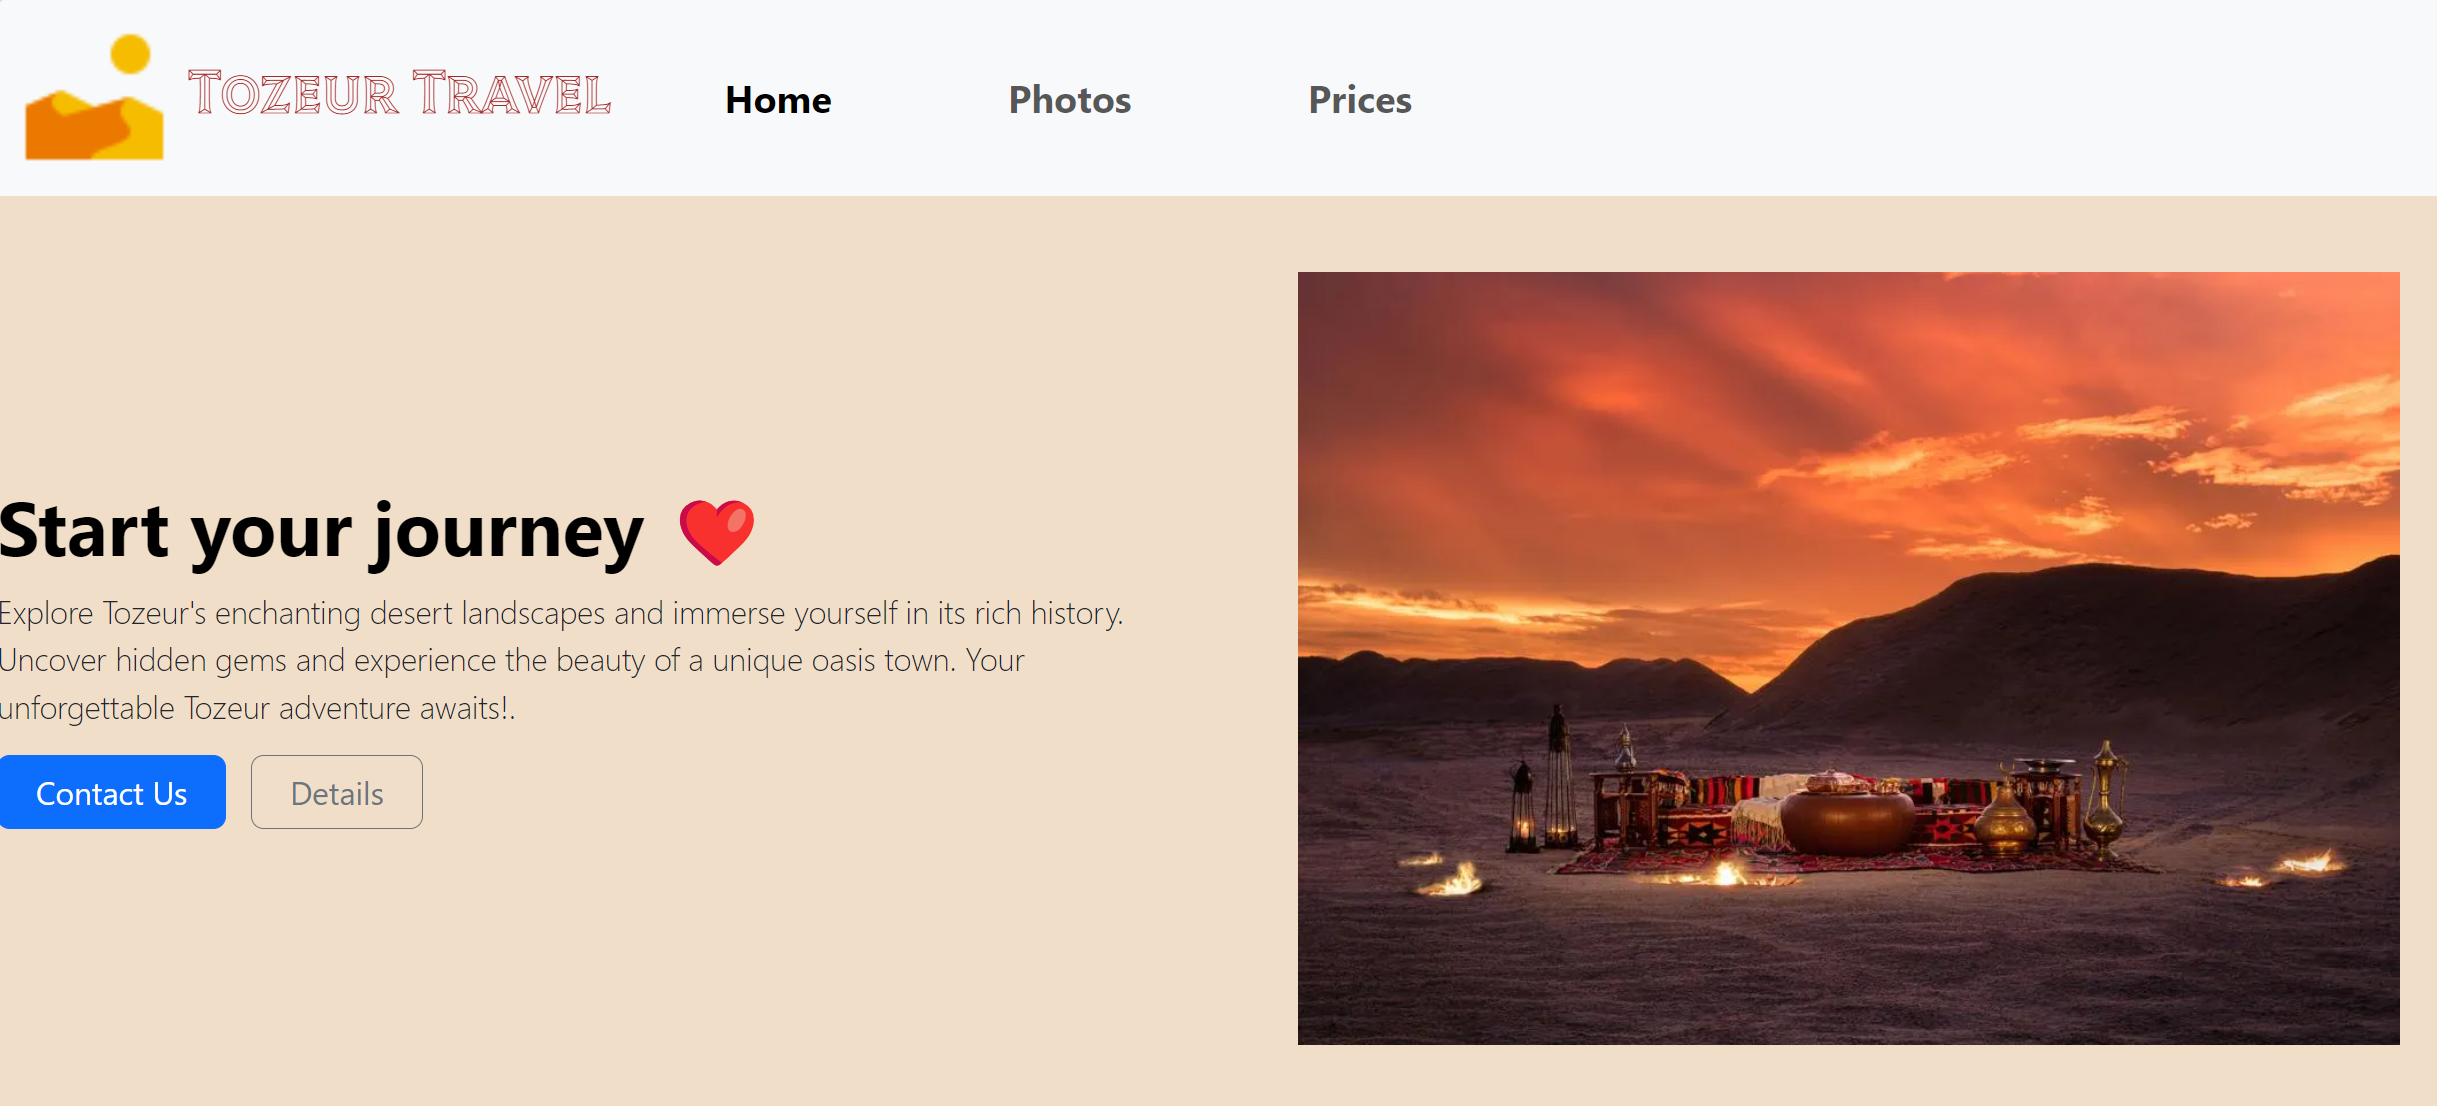 Tozeur Travel
Home
Photos
Prices
Start your journey ❤️
Explore Tozeur's enchanting desert landscapes and immerse yourself in its rich history.
Uncover hidden gems and experience the beauty of a unique oasis town. Your
unforgettable Tozeur adventure awaits!.
Contact Us
Details